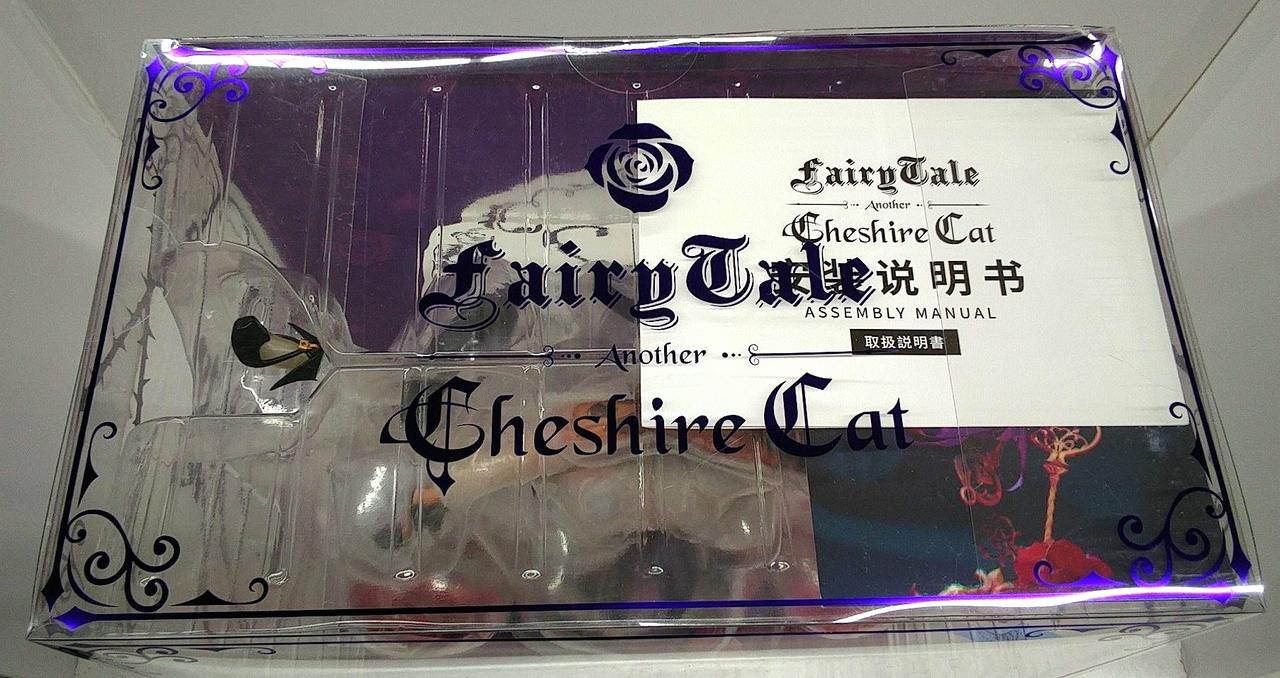 FairyTale
Another
Cheshire Cat
FairyTale
Another
Cheshire Cat
安装说明书
ASSEMBLY MANUAL
取扱説明書